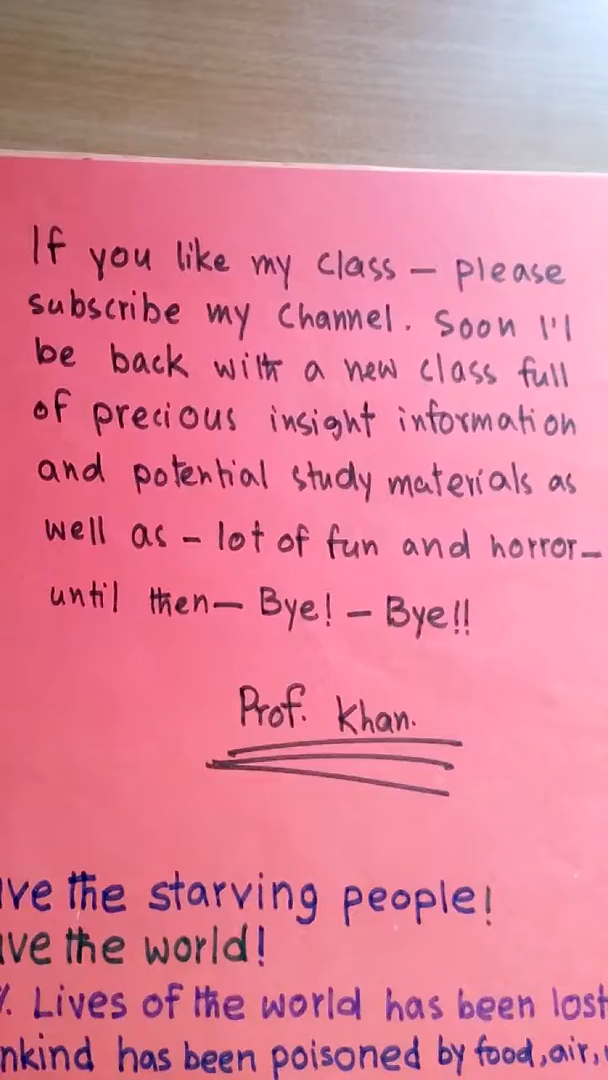 If you like my class – please
subscribe my channel. Soon I'll
be back with a new class full
of precious insight information
and potential study materials as
well as – lot of fun and horror –
until then – Bye! – Bye!!
Prof. Khan.
ve the starving people!
ve the world!
%. Lives of the world has been lost
nkind has been poisoned by food, air,